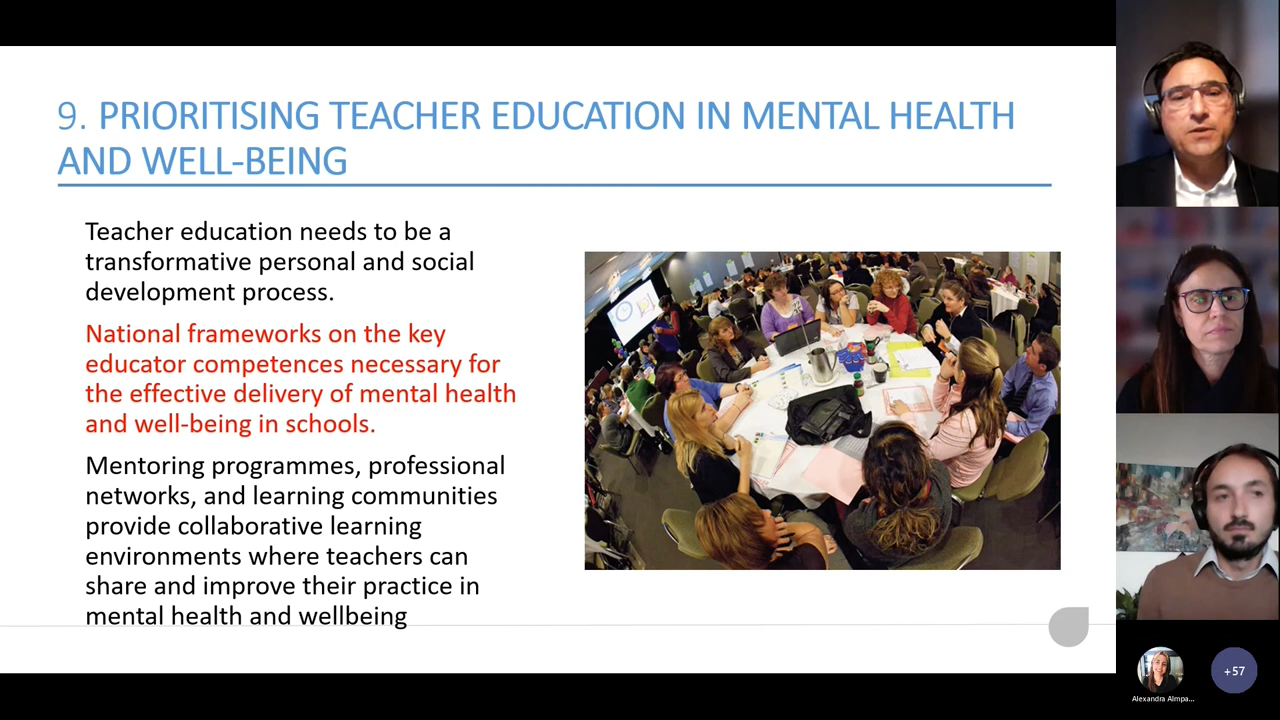 9. PRIORITISING TEACHER EDUCATION IN MENTAL HEALTH
AND WELL-BEING
Teacher education needs to be a
transformative personal and social
development process.
National frameworks on the key
educator competences necessary for
the effective delivery of mental health
and well-being in schools.
Mentoring programmes, professional
networks, and learning communities
provide collaborative learning
environments where teachers can
share and improve their practice in
mental health and wellbeing
+57
Alexandra Almpa...